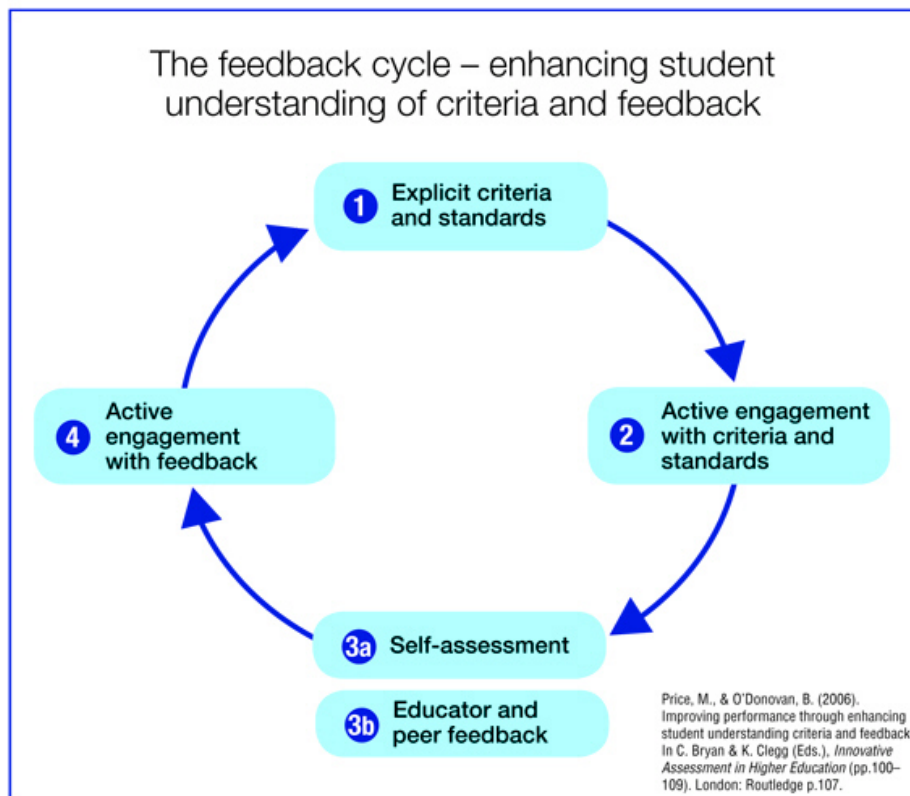 The feedback cycle – enhancing student
understanding of criteria and feedback
1 Explicit criteria
and standards
2 Active engagement
with criteria and
standards
3a Self-assessment
3b Educator and
peer feedback
4 Active
engagement
with feedback
Price, M., & O'Donovan, B. (2006).
Improving performance through enhancing
student understanding criteria and feedback
In C. Bryan & K. Clegg (Eds.), Innovative
Assessment in Higher Education (pp.100–
109). London: Routledge p.107.